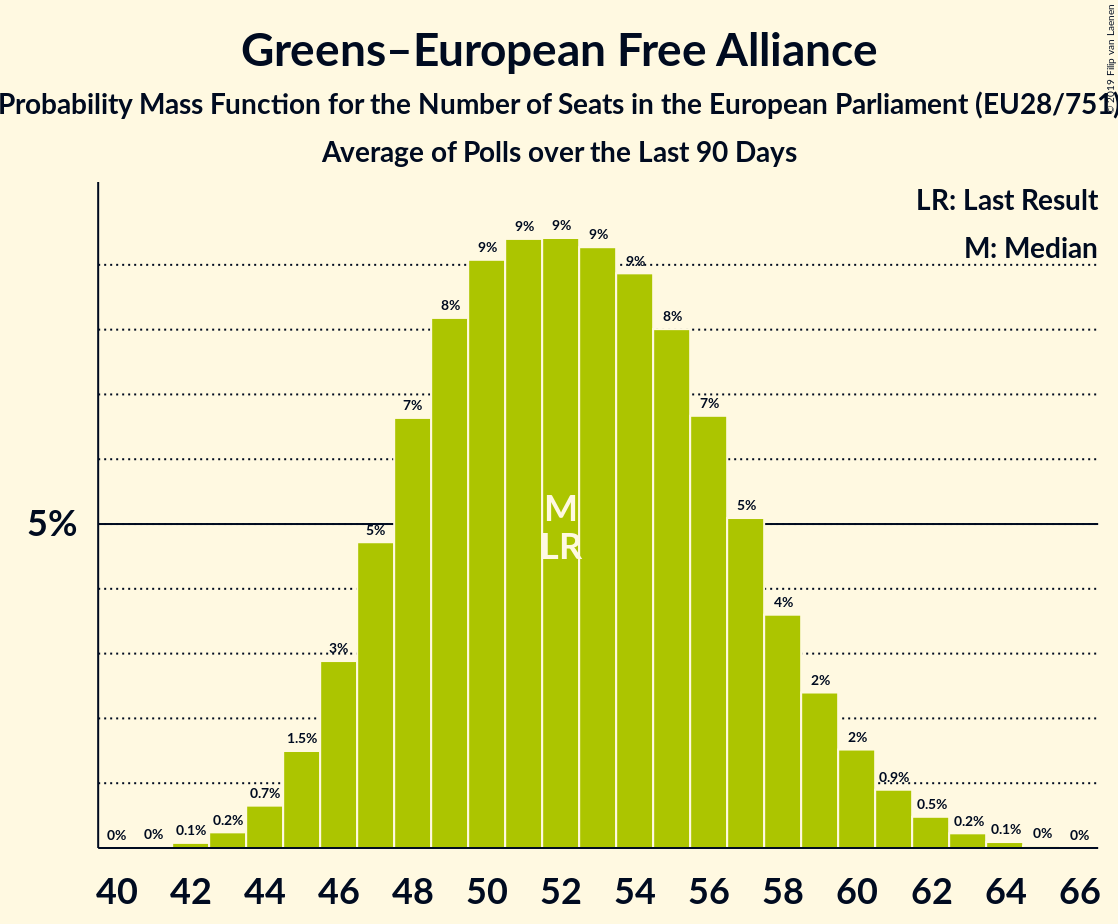 Greens–European Free Alliance
Probability Mass Function for the Number of Seats in the European Parliament (EU28/751)
Average of Polls over the Last 90 Days
© 2019 Filip van Laenen
LR: Last Result
M: Median
5%
0% 0% 0.1% 0.2% 0.7% 1.5% 3% 5% 7% 8% 9% 9% 9% 9% 9% 8% 7% 5% 4% 2% 2% 0.9% 0.5% 0.2% 0.1% 0% 0%
M
LR
40 42 44 46 48 50 52 54 56 58 60 62 64 66